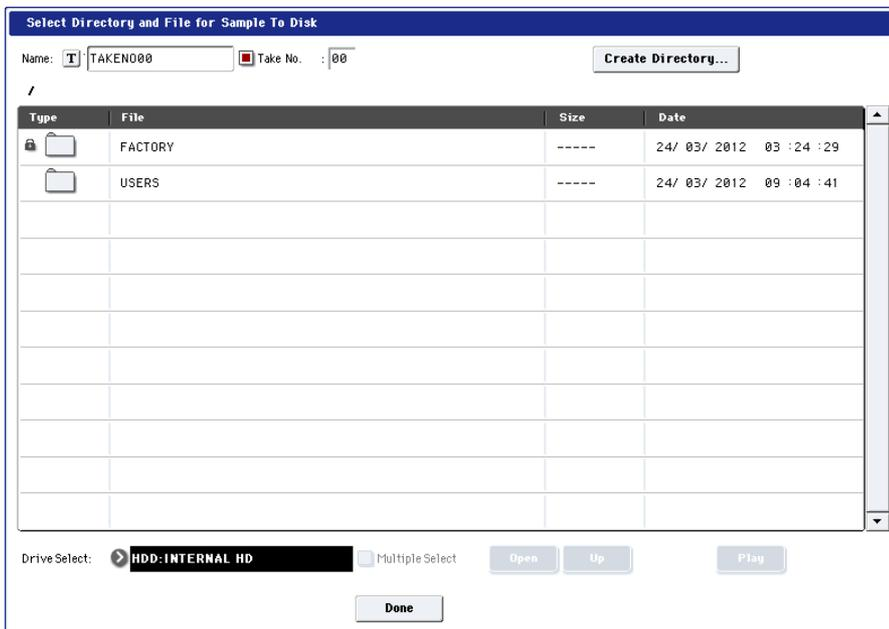 Select Directory and File for Sample To Disk
Name: T TAKENO00 Take No. : 00 Create Directory...
/
Type File Size Date
FACTORY ----- 24/ 03/ 2012 03 :24 :29
USERS ----- 24/ 03/ 2012 09 :04 :41
Drive Select: HDD:INTERNAL HD Multiple Select Open Up Play
Done